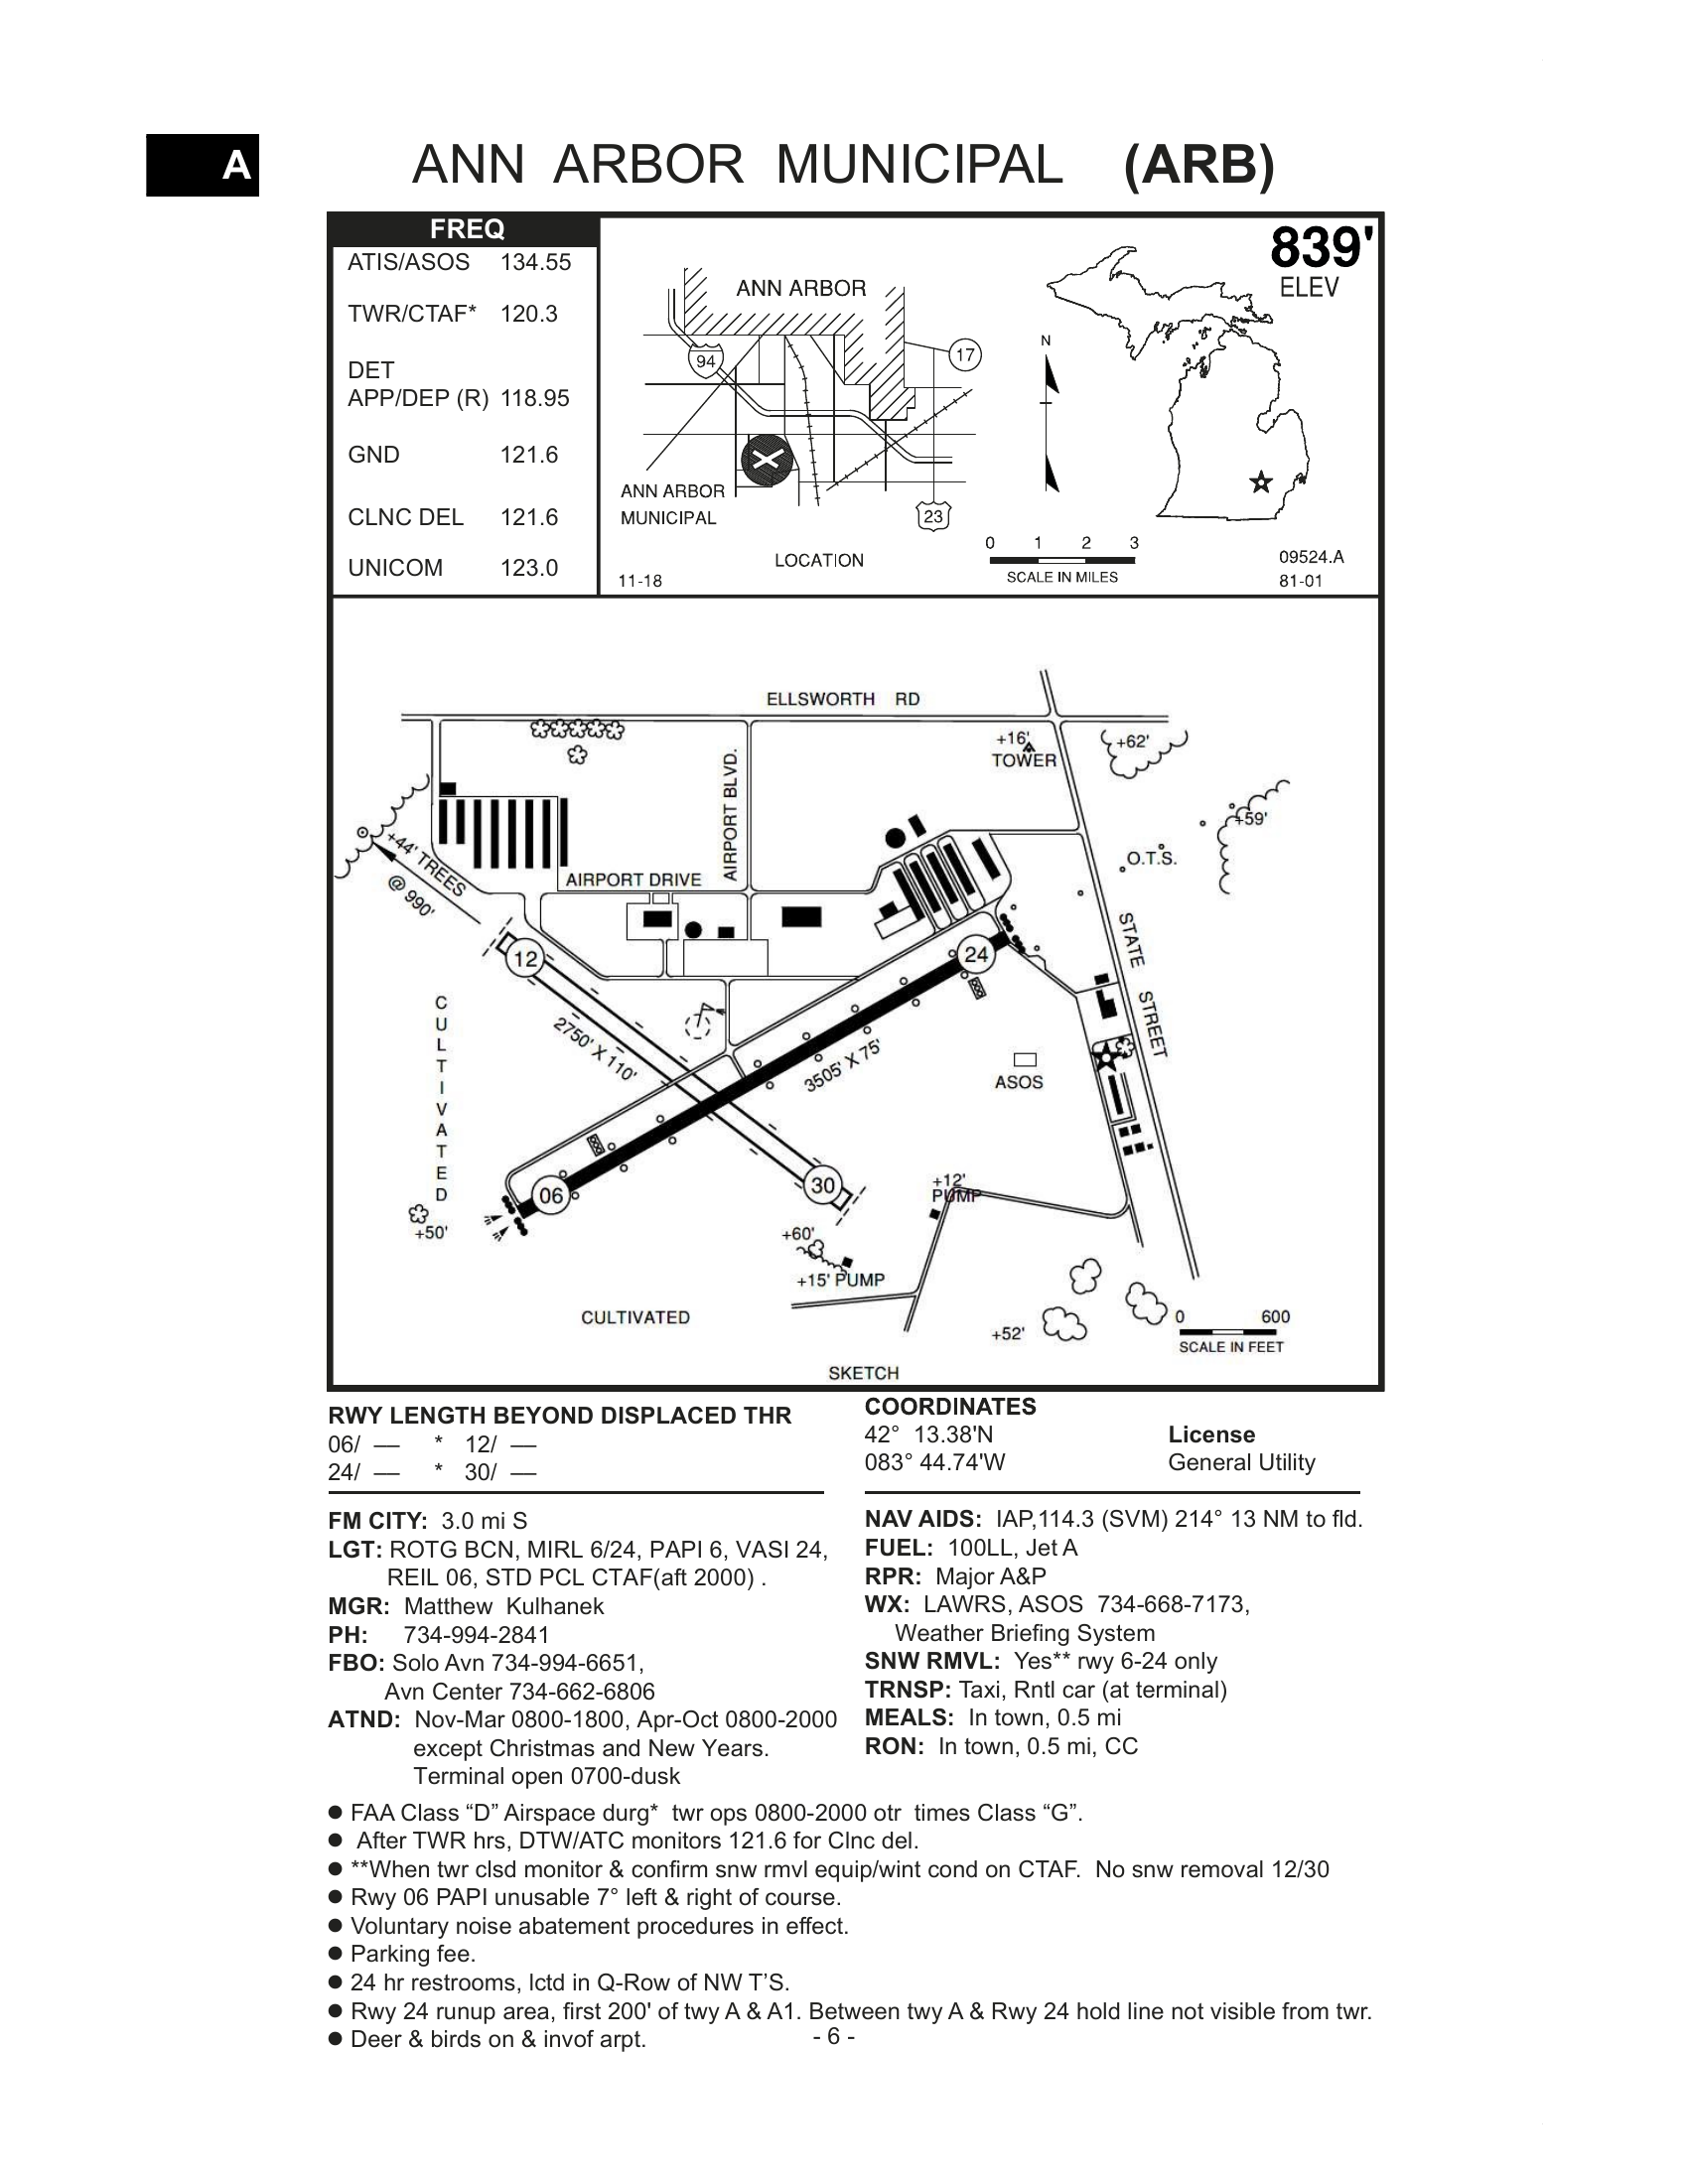 A
ANN ARBOR MUNICIPAL (ARB)
FREQ
ATIS/ASOS 134.55
TWR/CTAF* 120.3
DET
APP/DEP (R) 118.95
GND 121.6
CLNC DEL 121.6
UNICOM 123.0
ANN ARBOR
94
17
23
ANN ARBOR
MUNICIPAL
LOCATION
11-18
N
839'
ELEV
0 1 2 3
SCALE IN MILES
09524.A
81-01
ELLSWORTH RD
+16'
TOWER
+62'
+59'
O.T.S.
AIRPORT BLVD.
AIRPORT DRIVE
+44' TREES
@ 990'
STATE STREET
12
24
2750' X 110'
3505' X 75'
ASOS
CULTIVATED
06
30
+12'
PUMP
+50'
+60'
+15' PUMP
CULTIVATED
+52'
0 600
SCALE IN FEET
SKETCH
RWY LENGTH BEYOND DISPLACED THR
06/ — * 12/ —
24/ — * 30/ —
COORDINATES
42° 13.38'N
083° 44.74'W
License
General Utility
FM CITY: 3.0 mi S
LGT: ROTG BCN, MIRL 6/24, PAPI 6, VASI 24,
REIL 06, STD PCL CTAF(aft 2000) .
MGR: Matthew Kulhanek
PH: 734-994-2841
FBO: Solo Avn 734-994-6651,
Avn Center 734-662-6806
ATND: Nov-Mar 0800-1800, Apr-Oct 0800-2000
except Christmas and New Years.
Terminal open 0700-dusk
NAV AIDS: IAP,114.3 (SVM) 214° 13 NM to fld.
FUEL: 100LL, Jet A
RPR: Major A&P
WX: LAWRS, ASOS 734-668-7173,
Weather Briefing System
SNW RMVL: Yes** rwy 6-24 only
TRNSP: Taxi, Rntl car (at terminal)
MEALS: In town, 0.5 mi
RON: In town, 0.5 mi, CC
● FAA Class “D” Airspace durg* twr ops 0800-2000 otr times Class “G”.
● After TWR hrs, DTW/ATC monitors 121.6 for Clnc del.
● **When twr clsd monitor & confirm snw rmvl equip/wint cond on CTAF. No snw removal 12/30
● Rwy 06 PAPI unusable 7° left & right of course.
● Voluntary noise abatement procedures in effect.
● Parking fee.
● 24 hr restrooms, lctd in Q-Row of NW T’S.
● Rwy 24 runup area, first 200' of twy A & A1. Between twy A & Rwy 24 hold line not visible from twr.
● Deer & birds on & invof arpt.
- 6 -